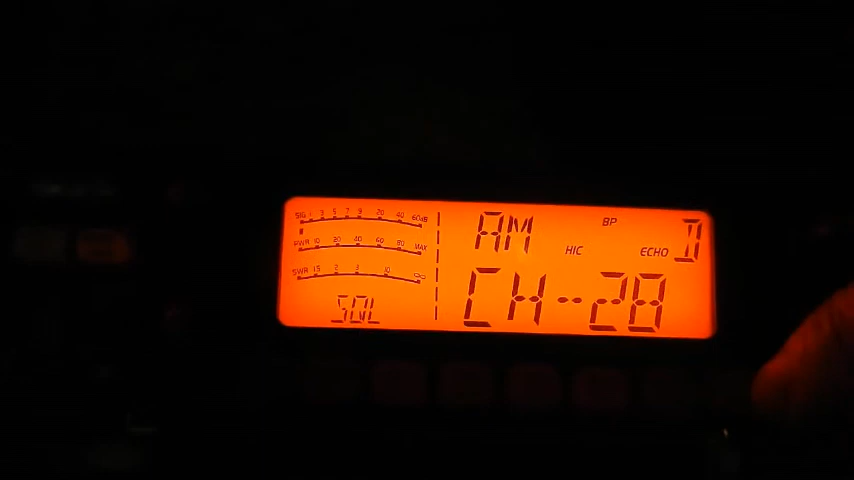 SIG 1 3 5 7 9 20 40 60dB
PWR 10 20 40 60 80 MAX
SWR 1.5 2 3 10 ∞
SQL
AM
BP
HIC
ECHO
D
CH--28